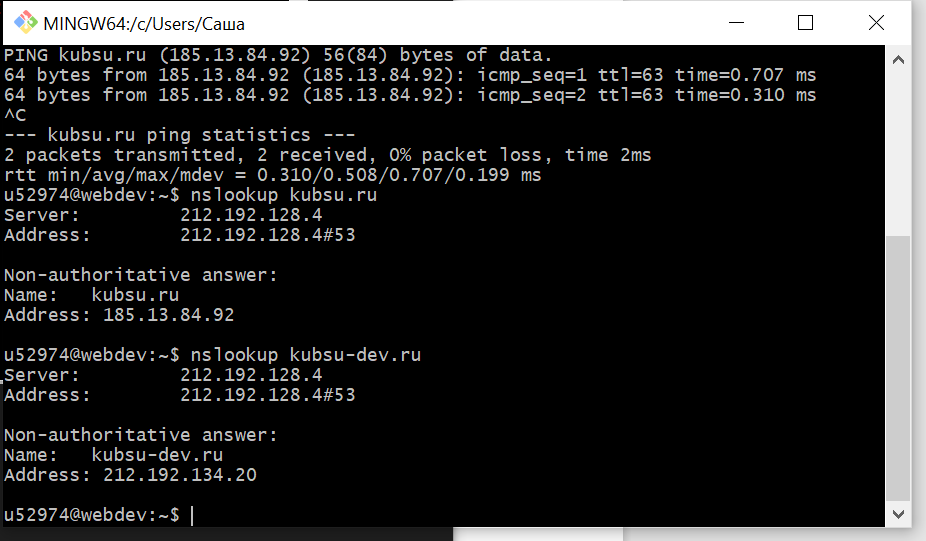 MINGW64:/c/Users/Саша
PING kubsu.ru (185.13.84.92) 56(84) bytes of data.
64 bytes from 185.13.84.92 (185.13.84.92): icmp_seq=1 ttl=63 time=0.707 ms
64 bytes from 185.13.84.92 (185.13.84.92): icmp_seq=2 ttl=63 time=0.310 ms
^C
--- kubsu.ru ping statistics ---
2 packets transmitted, 2 received, 0% packet loss, time 2ms
rtt min/avg/max/mdev = 0.310/0.508/0.707/0.199 ms
u52974@webdev:~$ nslookup kubsu.ru
Server:         212.192.128.4
Address:        212.192.128.4#53

Non-authoritative answer:
Name:   kubsu.ru
Address: 185.13.84.92

u52974@webdev:~$ nslookup kubsu-dev.ru
Server:         212.192.128.4
Address:        212.192.128.4#53

Non-authoritative answer:
Name:   kubsu-dev.ru
Address: 212.192.134.20

u52974@webdev:~$